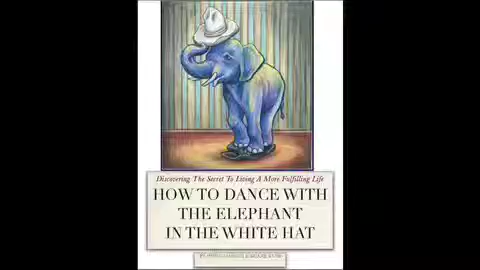 Discovering The Secret To Living A More Fulfilling Life
HOW TO DANCE WITH
THE ELEPHANT
IN THE WHITE HAT